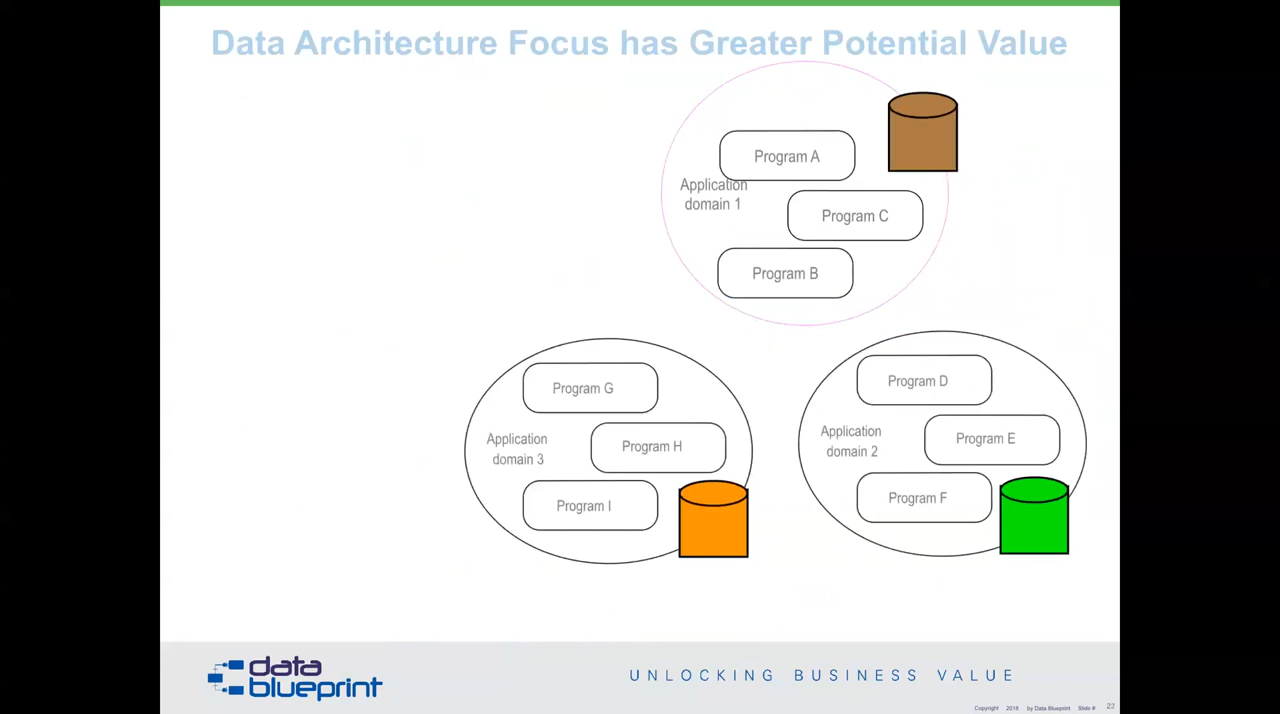 Data Architecture Focus has Greater Potential Value
Program A
Application
domain 1
Program C
Program B
Program G
Application
domain 3
Program H
Program I
Program D
Application
domain 2
Program E
Program F
data
blueprint
UNLOCKING BUSINESS VALUE
Copyright 2018 by Data Blueprint Slide # 22